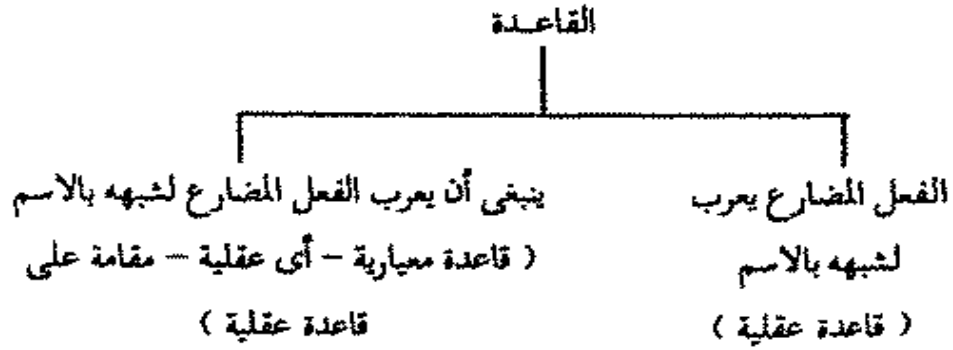 القاعدة
الفعل المضارع يعرب
لشبهه بالاسم
( قاعدة عقلية )
ينبغى أن يعرب الفعل المضارع لشبهه بالاسم
( قاعدة معيارية – أى عقلية – مقامة على
قاعدة عقلية )